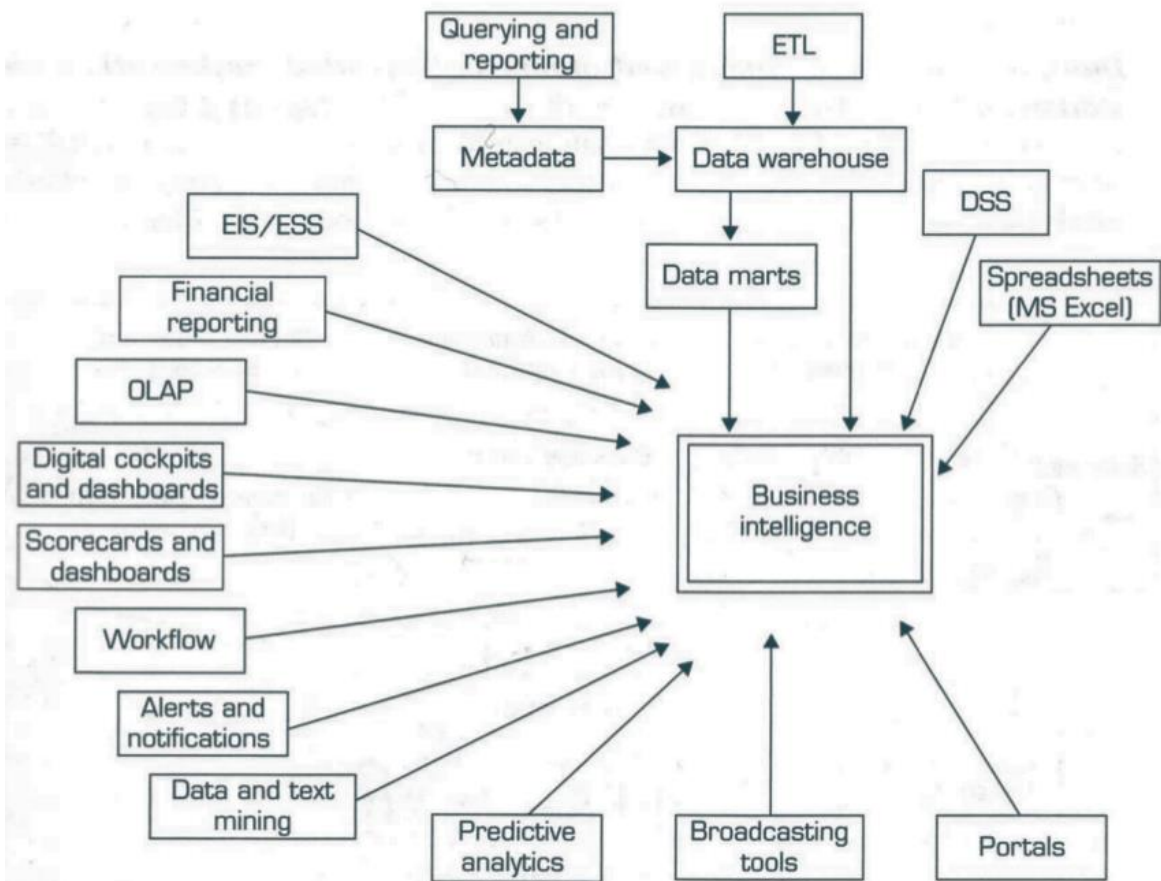 Querying and
reporting
ETL
Metadata
Data warehouse
DSS
EIS/ESS
Data marts
Spreadsheets
(MS Excel)
Financial
reporting
OLAP
Digital cockpits
and dashboards
Business
intelligence
Scorecards and
dashboards
Workflow
Alerts and
notifications
Data and text
mining
Predictive
analytics
Broadcasting
tools
Portals